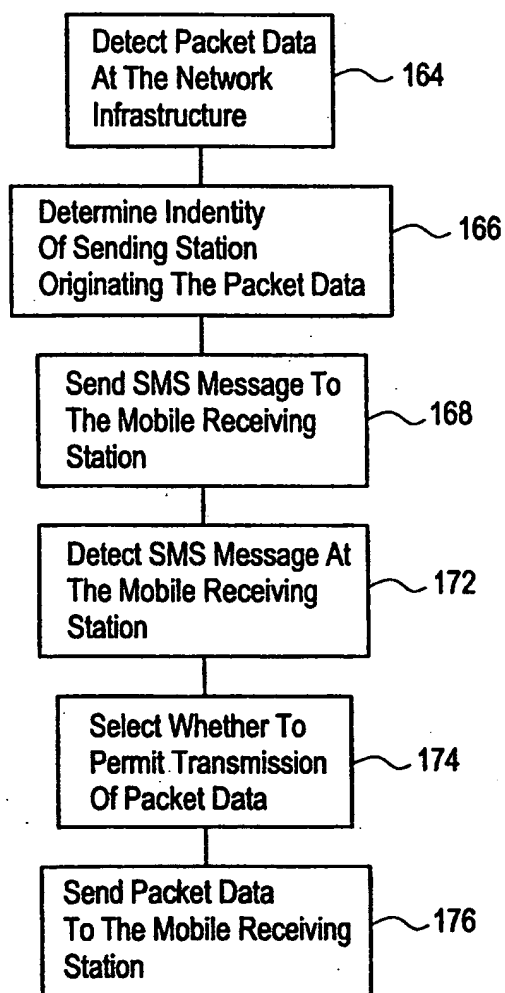 Detect Packet Data
At The Network
Infrastructure
164
Determine Indentity
Of Sending Station
Originating The Packet Data
166
Send SMS Message To
The Mobile Receiving
Station
168
Detect SMS Message At
The Mobile Receiving
Station
172
Select Whether To
Permit Transmission
Of Packet Data
174
Send Packet Data
To The Mobile Receiving
Station
176